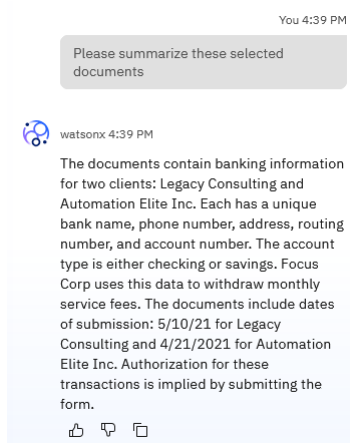 You 4:39 PM
Please summarize these selected
documents
watsonx 4:39 PM
The documents contain banking information
for two clients: Legacy Consulting and
Automation Elite Inc. Each has a unique
bank name, phone number, address, routing
number, and account number. The account
type is either checking or savings. Focus
Corp uses this data to withdraw monthly
service fees. The documents include dates
of submission: 5/10/21 for Legacy
Consulting and 4/21/2021 for Automation
Elite Inc. Authorization for these
transactions is implied by submitting the
form.